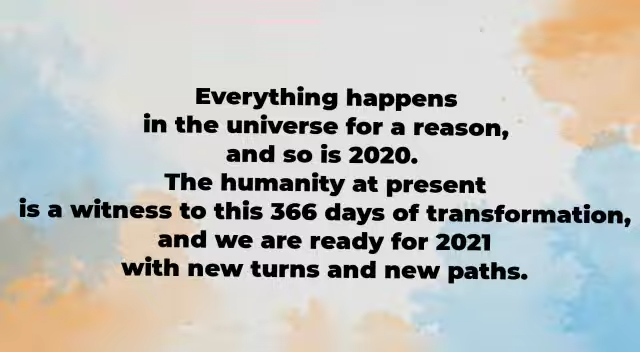 Everything happens
in the universe for a reason,
and so is 2020.
The humanity at present
is a witness to this 366 days of transformation,
and we are ready for 2021
with new turns and new paths.